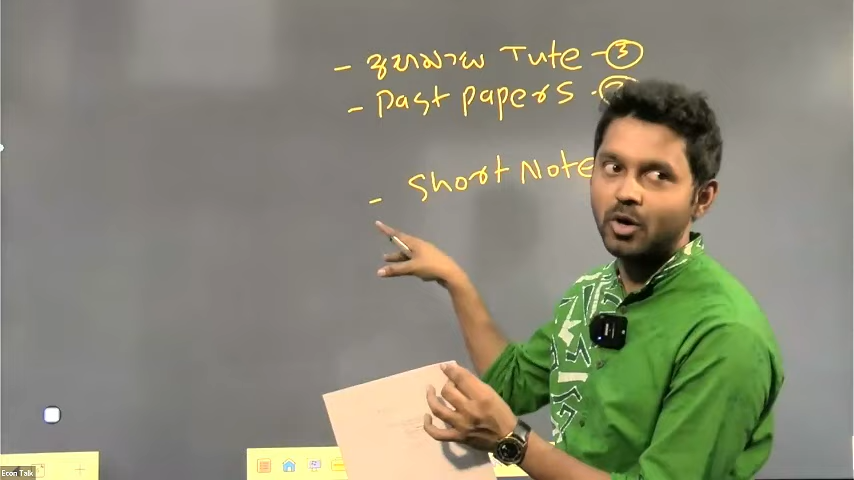 - Tute - ③
- Past papers -
- Short Note
Econ Talk